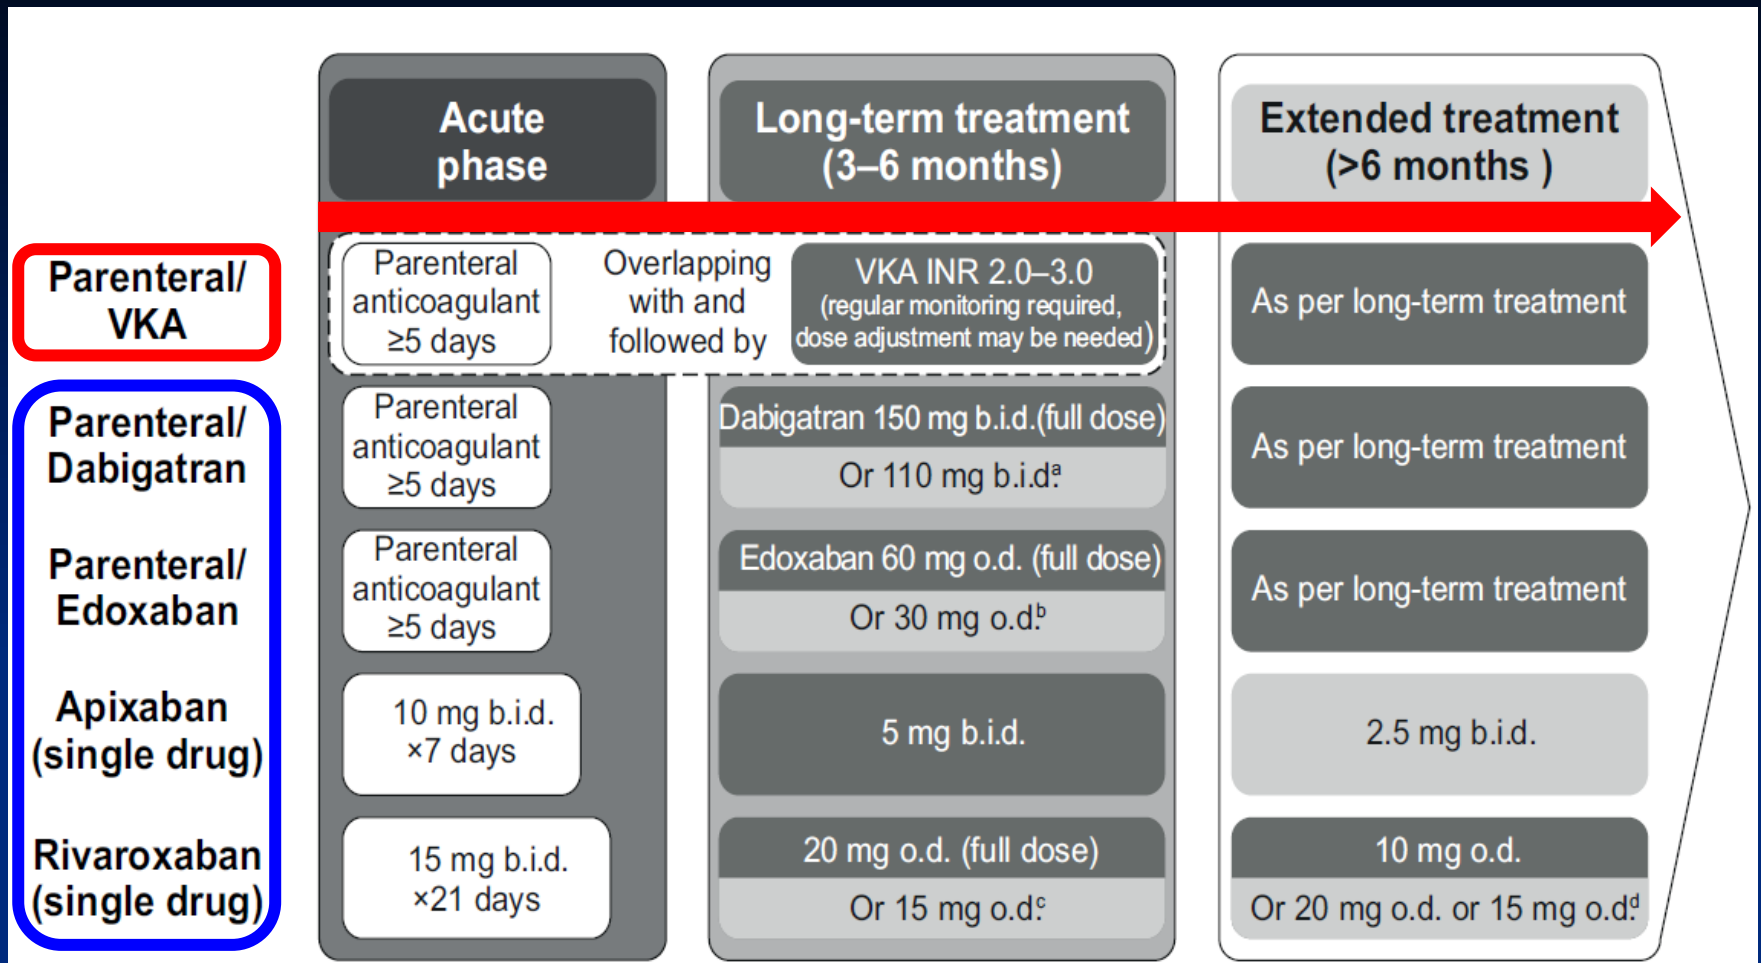 Acute
phase
Long-term treatment
(3–6 months)
Extended treatment
(>6 months )
Parenteral/
VKA
Parenteral
anticoagulant
≥5 days
Overlapping
with and
followed by
VKA INR 2.0–3.0
(regular monitoring required,
dose adjustment may be needed)
As per long-term treatment
Parenteral/
Dabigatran
Parenteral
anticoagulant
≥5 days
Dabigatran 150 mg b.i.d.(full dose)
Or 110 mg b.i.d.ᵃ
As per long-term treatment
Parenteral/
Edoxaban
Parenteral
anticoagulant
≥5 days
Edoxaban 60 mg o.d. (full dose)
Or 30 mg o.d.ᵇ
As per long-term treatment
Apixaban
(single drug)
10 mg b.i.d.
×7 days
5 mg b.i.d.
2.5 mg b.i.d.
Rivaroxaban
(single drug)
15 mg b.i.d.
×21 days
20 mg o.d. (full dose)
Or 15 mg o.d.ᶜ
10 mg o.d.
Or 20 mg o.d. or 15 mg o.d.ᵈ